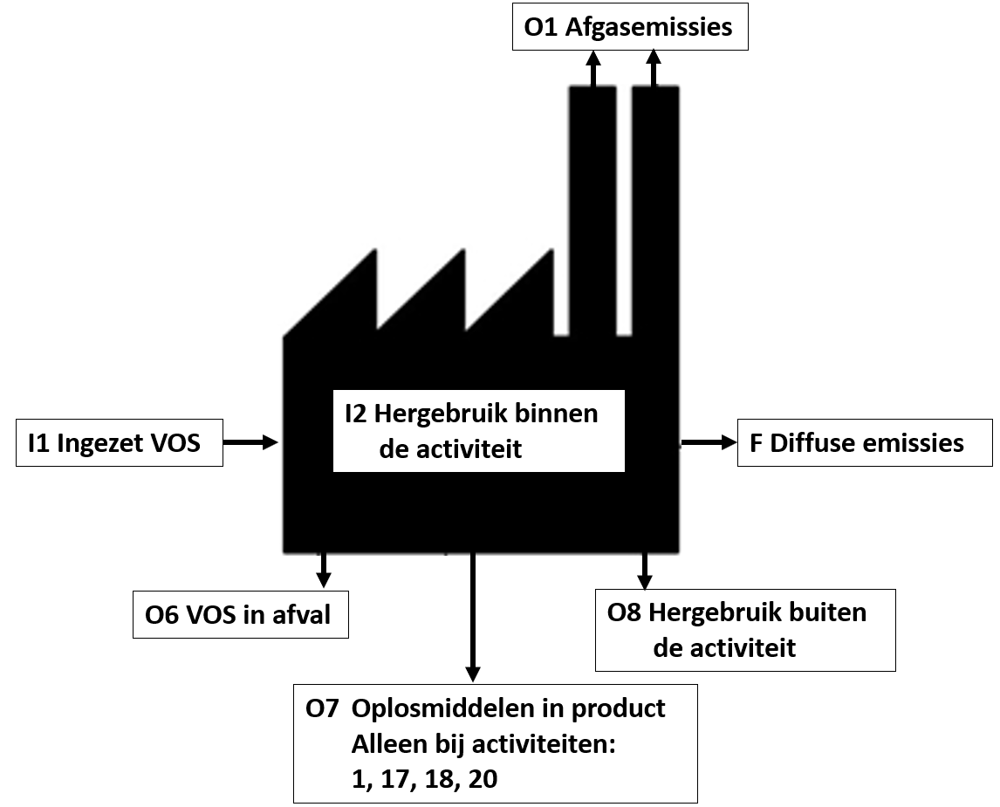 O1 Afgasemissies
I2 Hergebruik binnen
de activiteit
I1 Ingezet VOS
F Diffuse emissies
O6 VOS in afval
O8 Hergebruik buiten
de activiteit
O7 Oplosmiddelen in product
Alleen bij activiteiten:
1, 17, 18, 20